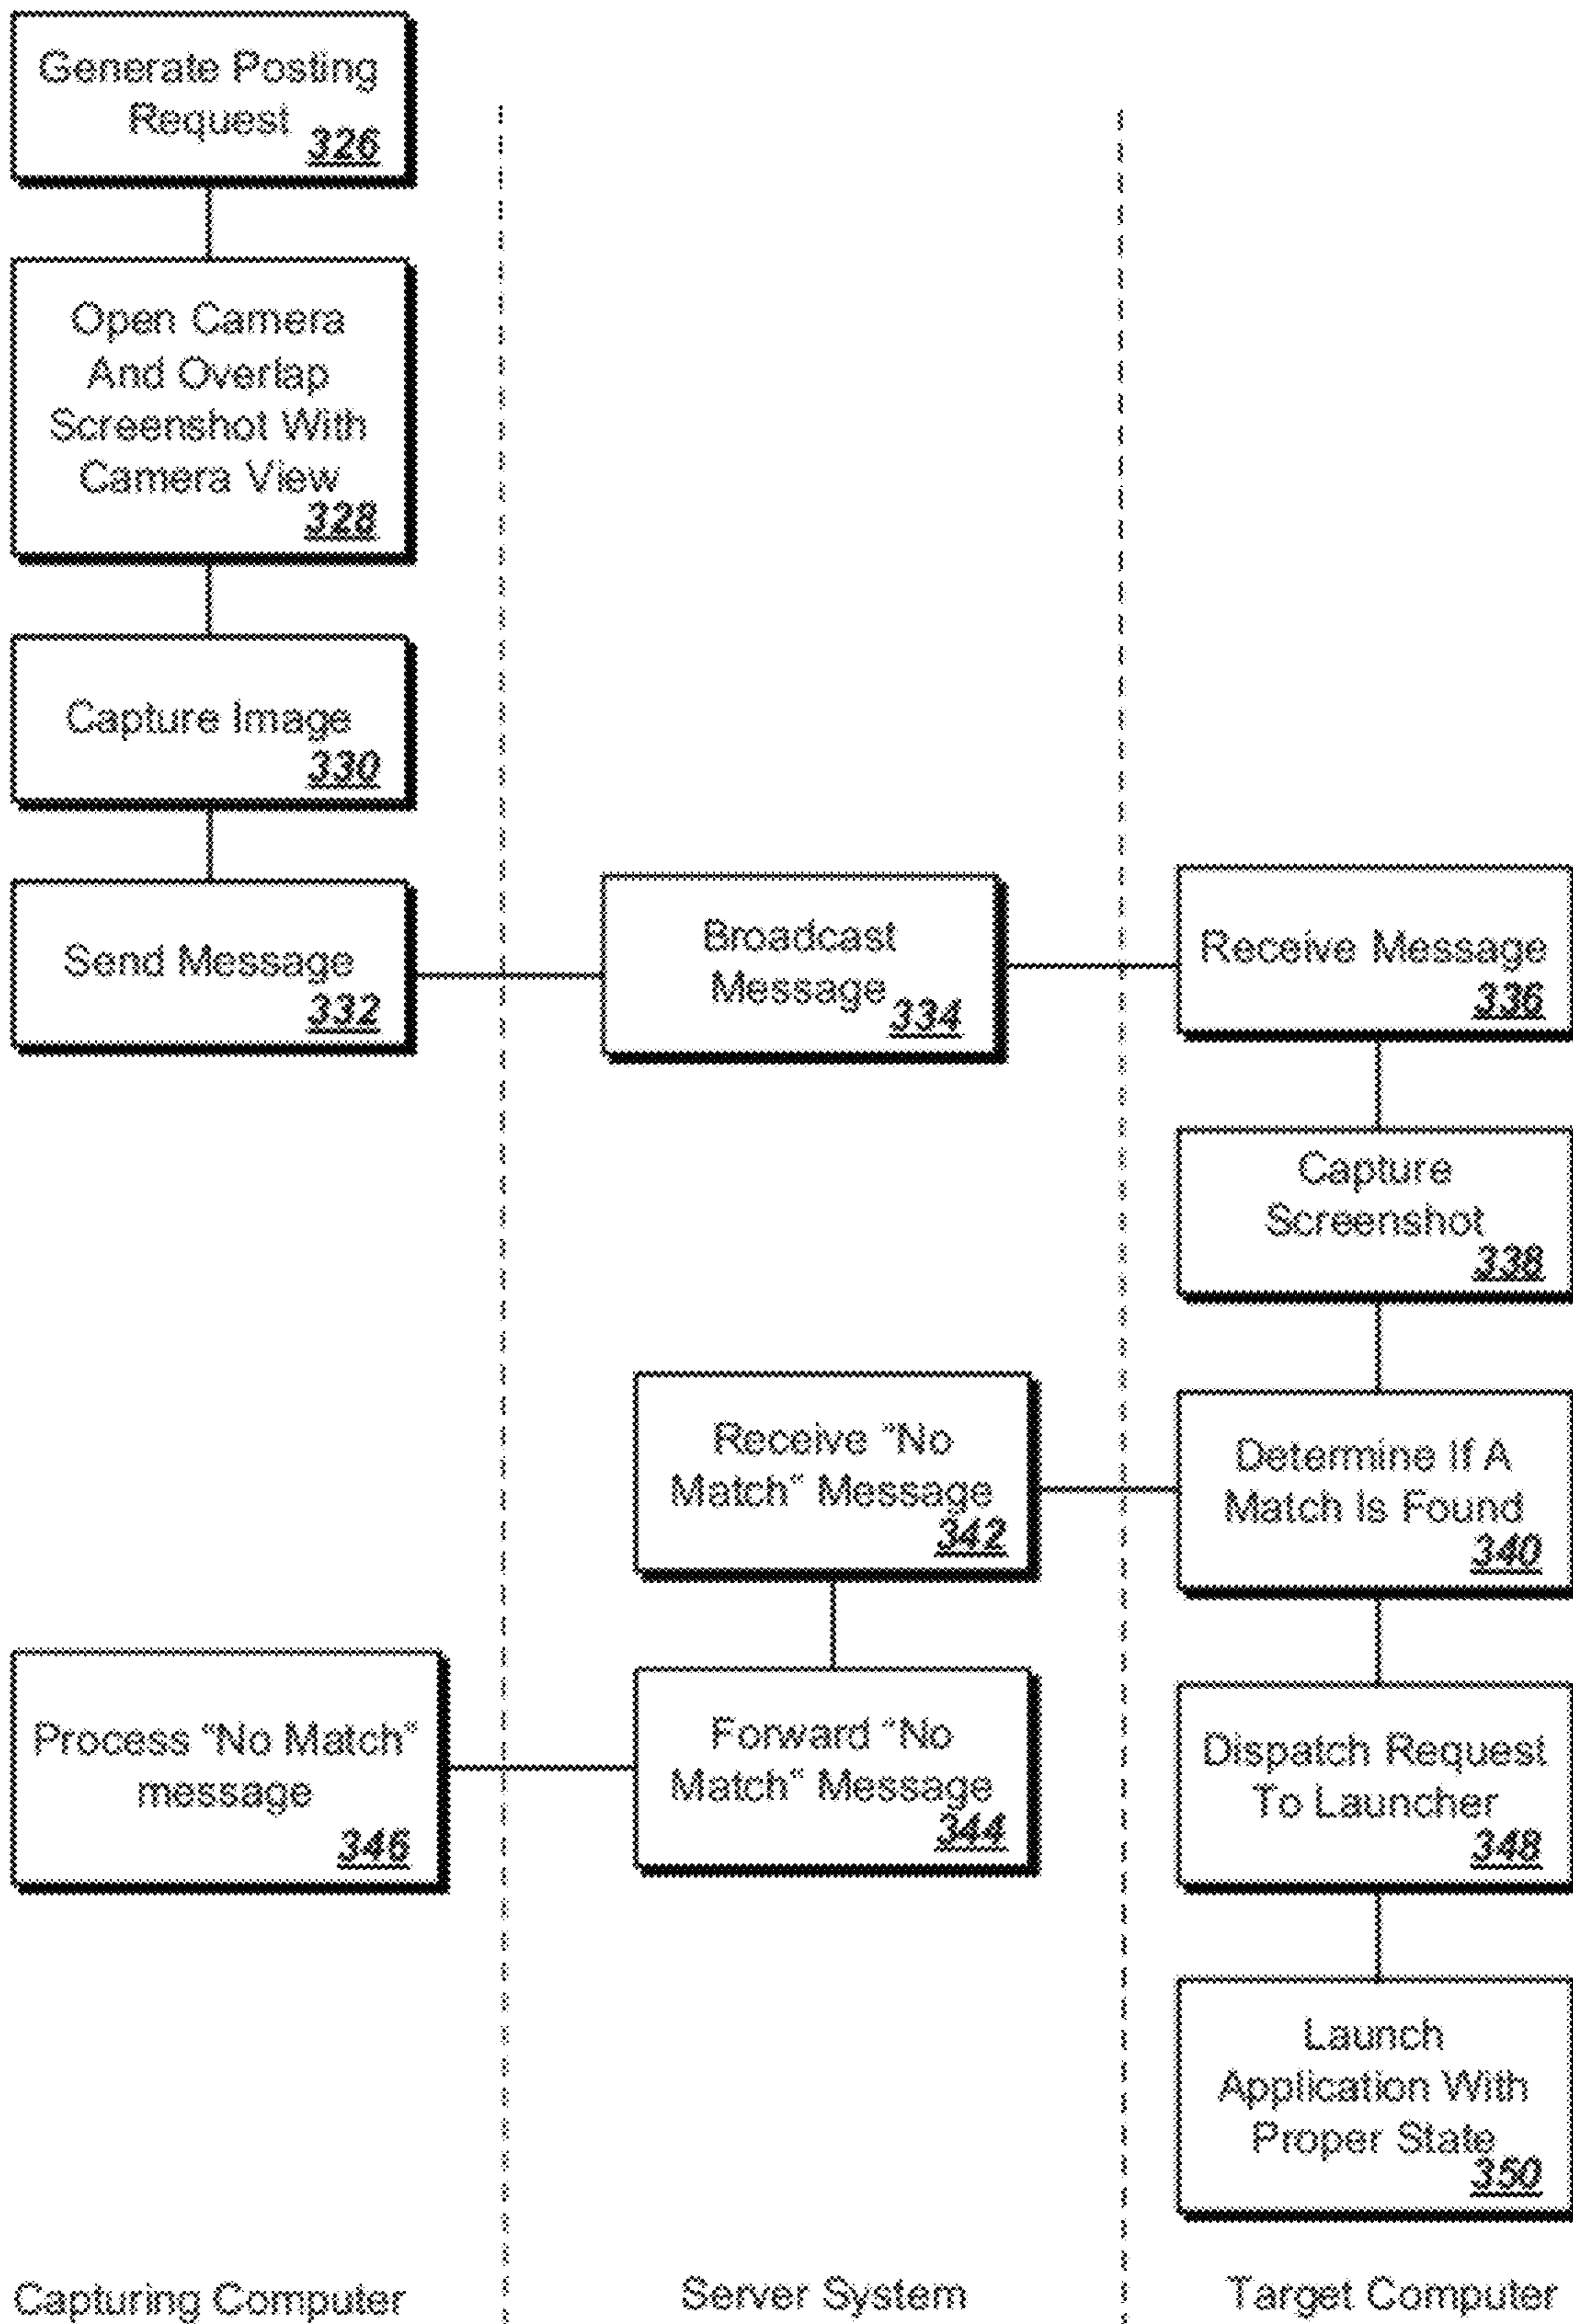 Generate Posting
Request
326
Open Camera
And Overlap
Screenshot With
Camera View
328
Capture Image
330
Send Message
332
Broadcast
Message
334
Receive Message
336
Capture
Screenshot
338
Determine If A
Match Is Found
340
Receive "No
Match" Message
342
Forward "No
Match" Message
344
Process "No Match"
message
346
Dispatch Request
To Launcher
348
Launch
Application With
Proper State
350
Capturing Computer
Server System
Target Computer